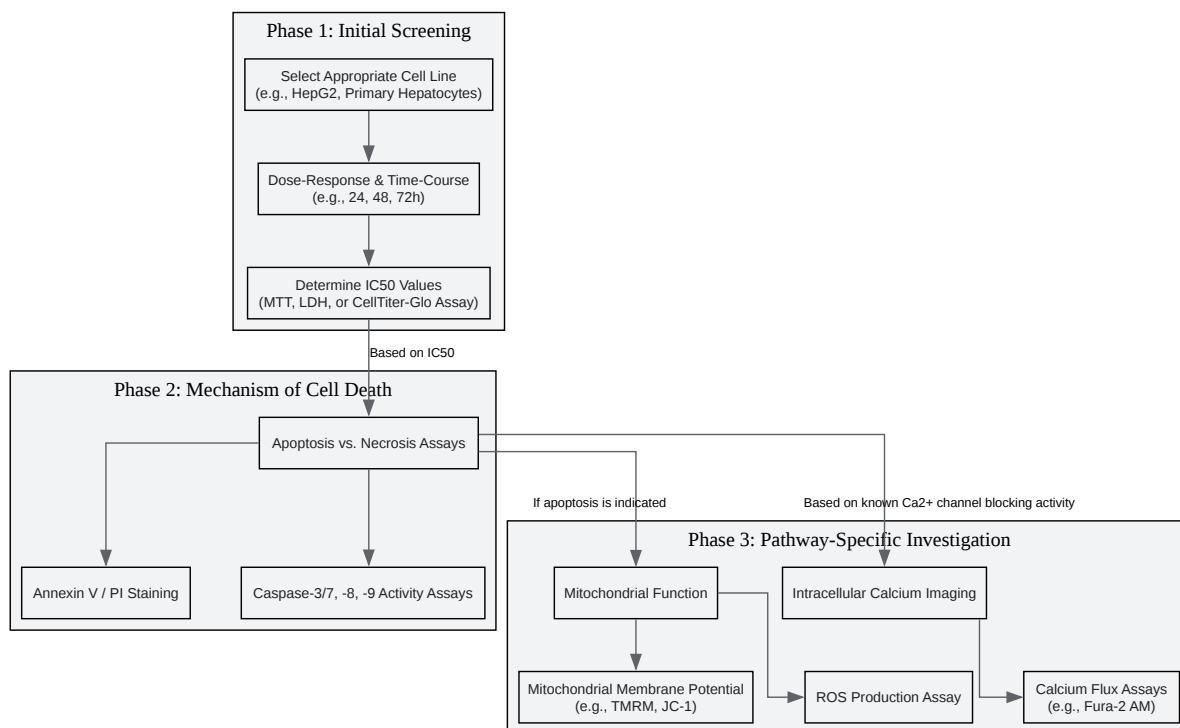 Phase 1: Initial Screening
Select Appropriate Cell Line
(e.g., HepG2, Primary Hepatocytes)
Dose-Response & Time-Course
(e.g., 24, 48, 72h)
Determine IC50 Values
(MTT, LDH, or CellTiter-Glo Assay)
Based on IC50
Phase 2: Mechanism of Cell Death
Apoptosis vs. Necrosis Assays
If apoptosis is indicated
Based on known Ca2+ channel blocking activity
Annexin V / PI Staining
Caspase-3/7, -8, -9 Activity Assays
Phase 3: Pathway-Specific Investigation
Mitochondrial Function
Intracellular Calcium Imaging
Mitochondrial Membrane Potential
(e.g., TMRM, JC-1)
ROS Production Assay
Calcium Flux Assays
(e.g., Fura-2 AM)